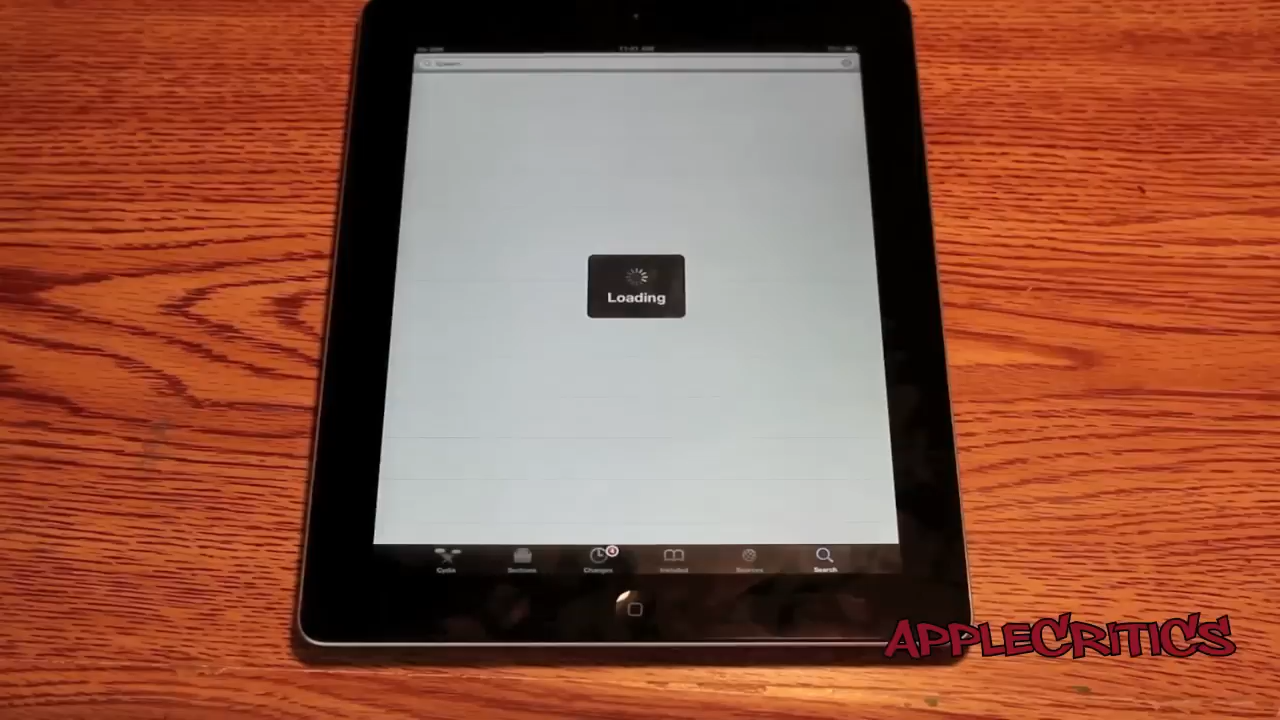 Loading
Cydia
Sections
Changes
Installed
Sources
Search
APPLECRITICS